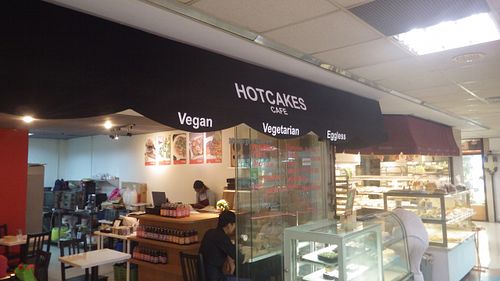 HOTCAKES
CAFE
Vegan
Vegetarian
Eggless